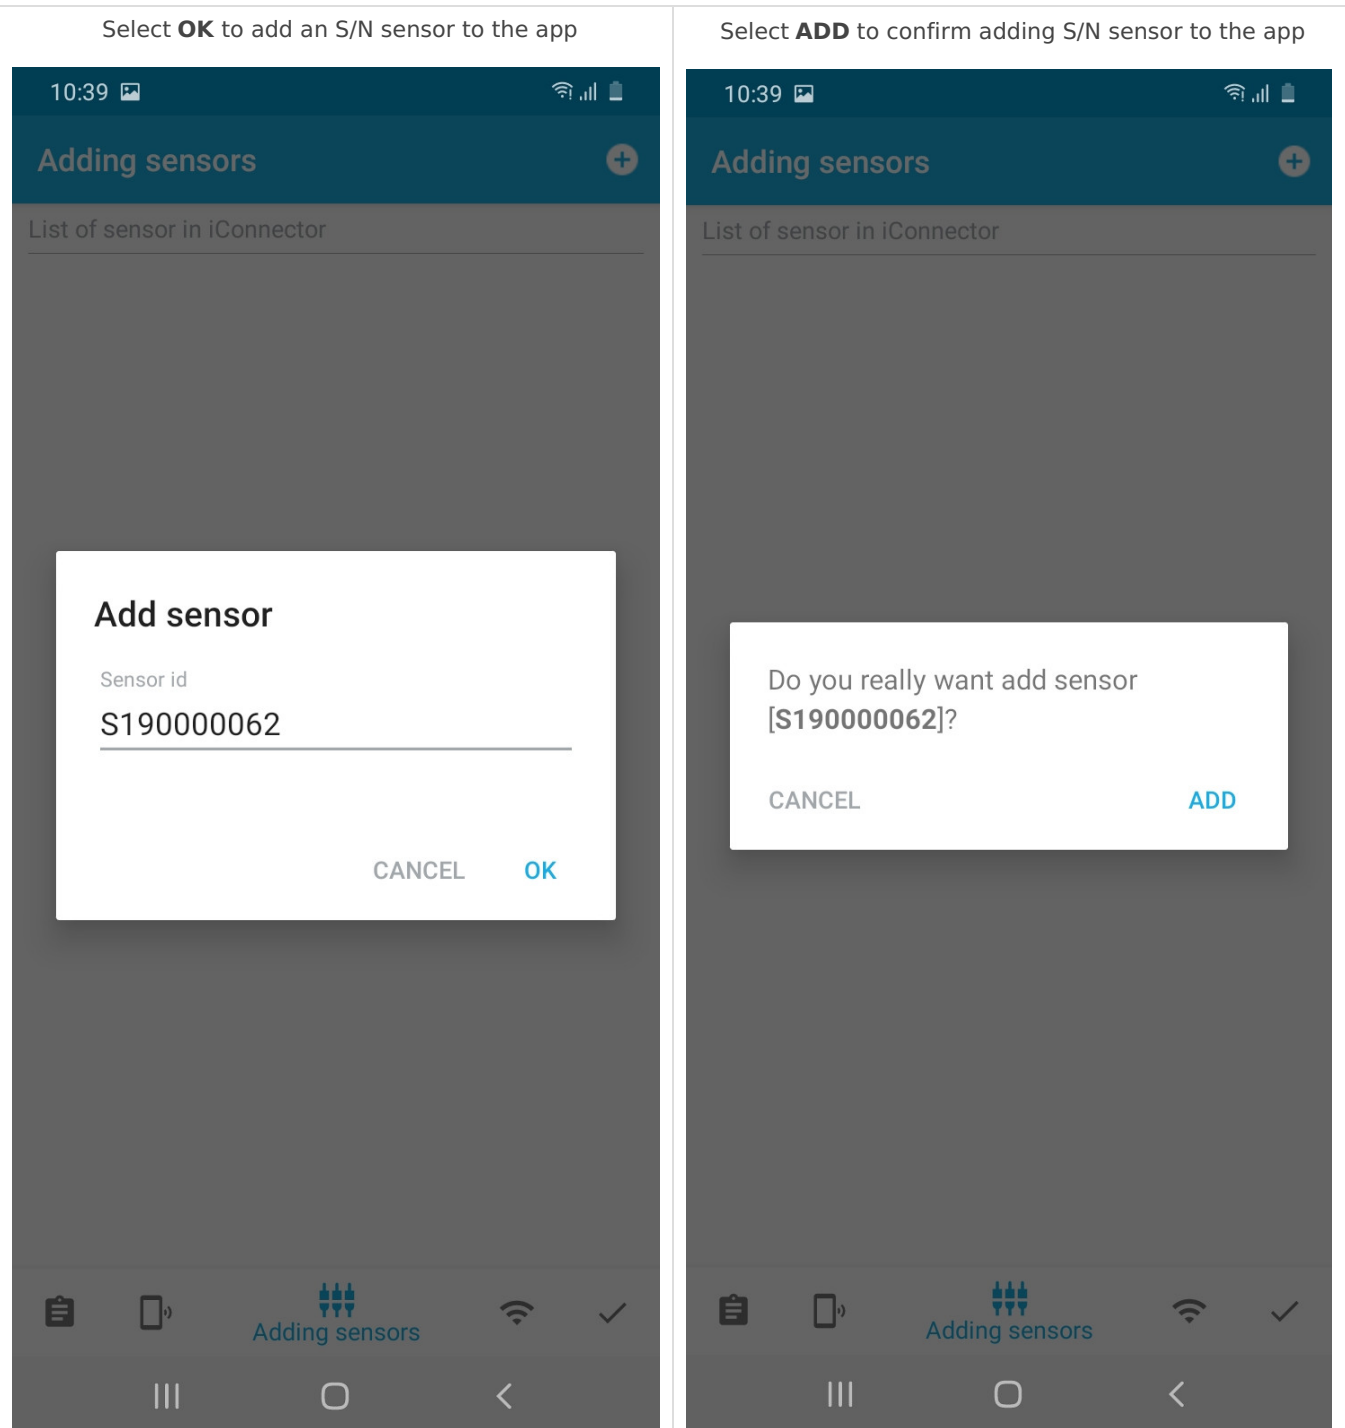 Select OK to add an S/N sensor to the app
10:39
Adding sensors
List of sensor in iConnector
Add sensor
Sensor id
S190000062
CANCEL OK
Adding sensors
Select ADD to confirm adding S/N sensor to the app
10:39
Adding sensors
List of sensor in iConnector
Do you really want add sensor
[S190000062]?
CANCEL ADD
Adding sensors